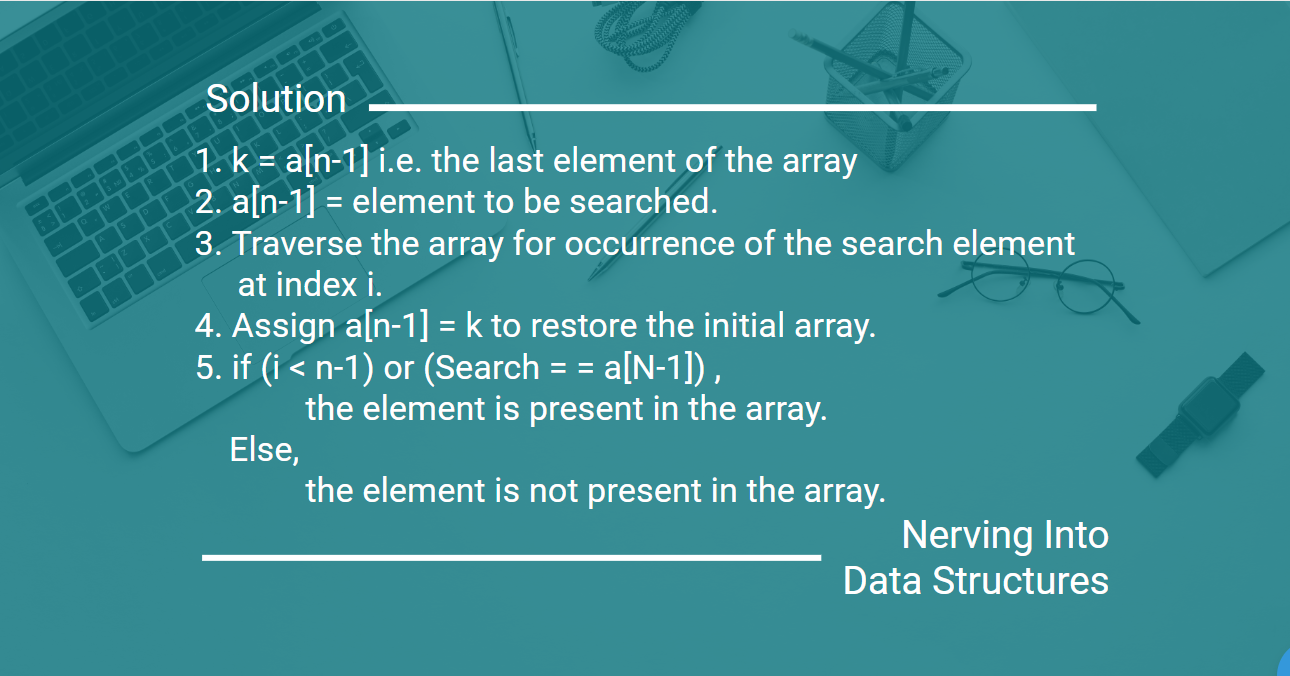 Solution
1. k = a[n-1] i.e. the last element of the array
2. a[n-1] = element to be searched.
3. Traverse the array for occurrence of the search element
at index i.
4. Assign a[n-1] = k to restore the initial array.
5. if (i < n-1) or (Search = = a[N-1]) ,
the element is present in the array.
Else,
the element is not present in the array.
Nerving Into
Data Structures